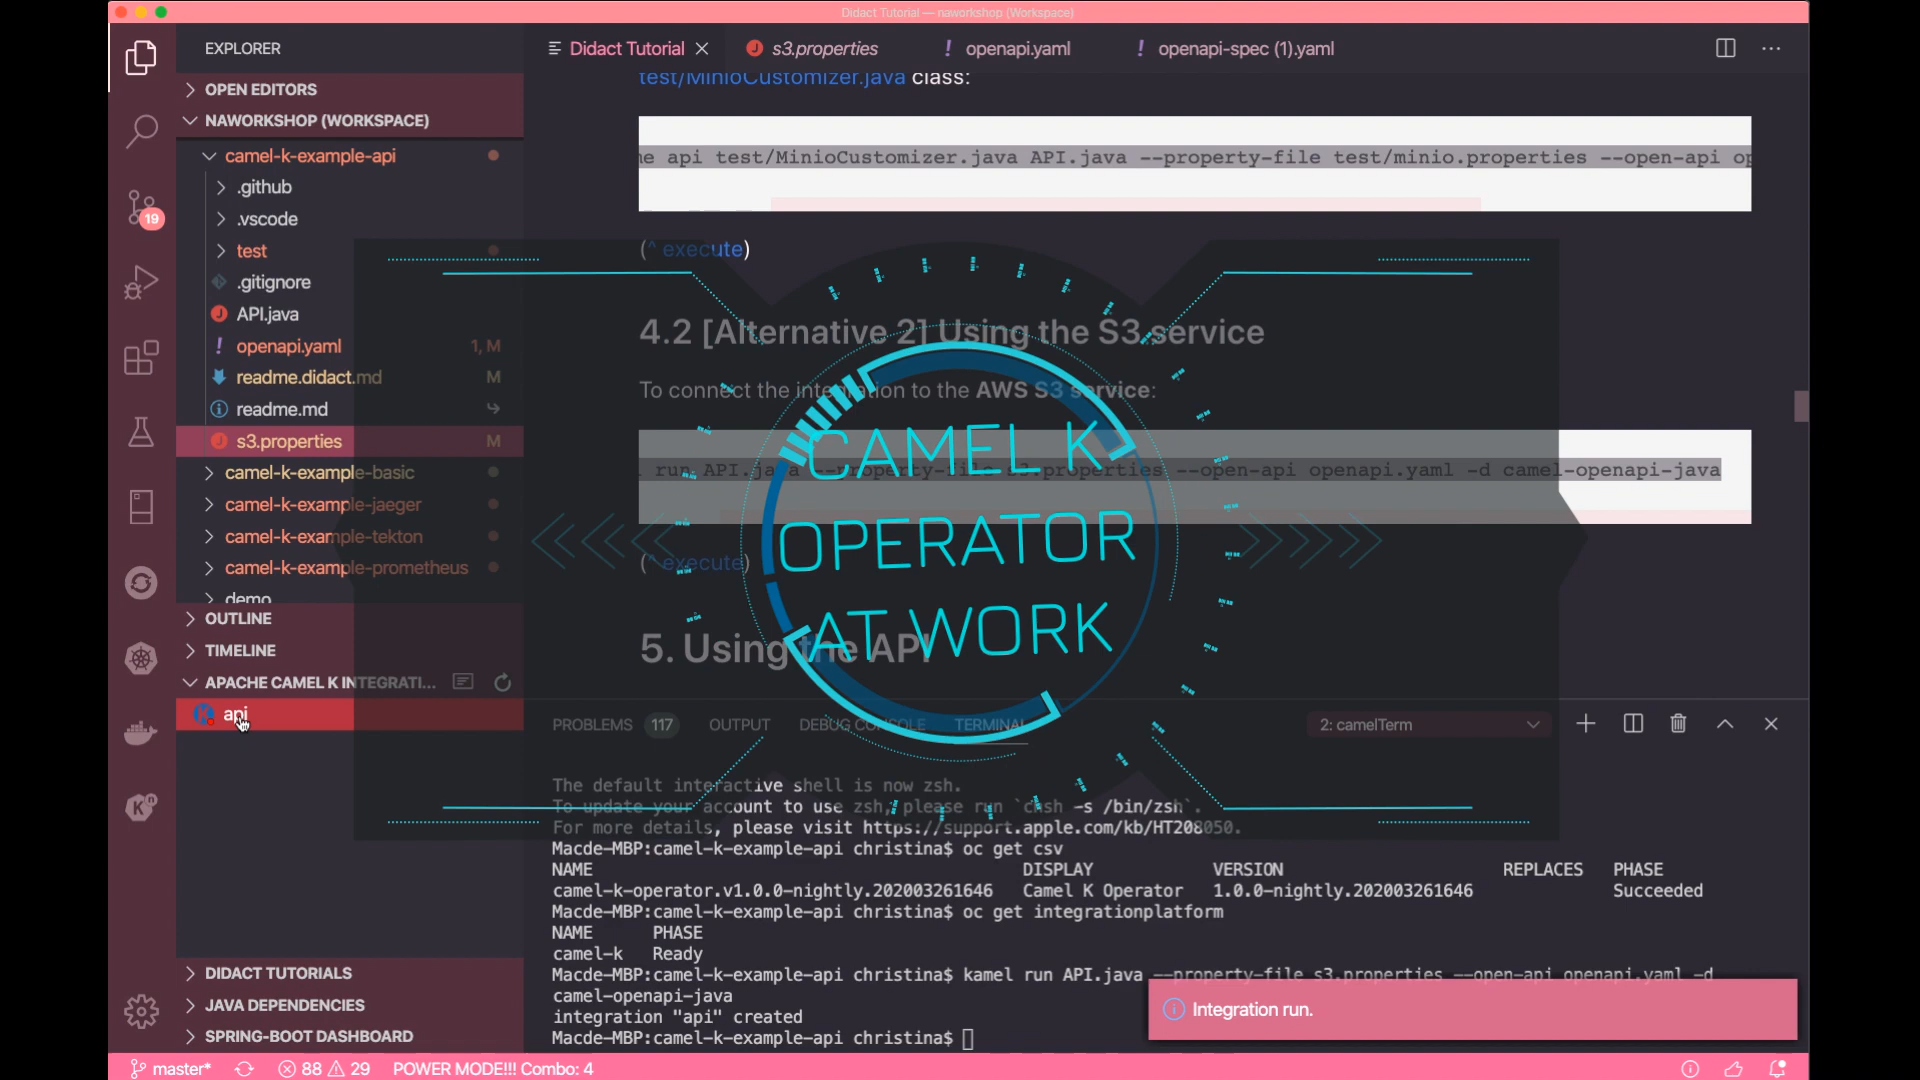 Didact Tutorial — naworkshop (Workspace)
EXPLORER
Didact Tutorial
s3.properties
! openapi.yaml
! openapi-spec (1).yaml
OPEN EDITORS
NAWORKSHOP (WORKSPACE)
camel-k-example-api
.github
.vscode
test
.gitignore
API.java
! openapi.yaml 1, M
readme.didact.md M
readme.md
s3.properties M
camel-k-example-basic
camel-k-example-jaeger
camel-k-example-tekton
camel-k-example-prometheus
demo
OUTLINE
TIMELINE
APACHE CAMEL K INTEGRATI...
api
DIDACT TUTORIALS
JAVA DEPENDENCIES
SPRING-BOOT DASHBOARD
19
test/MinioCustomizer.java class:
me api test/MinioCustomizer.java API.java --property-file test/minio.properties --open-api op
(^ execute)
4.2 [Alternative 2] Using the S3 service
To connect the integration to the AWS S3 service:
run API.java --property-file s3.properties --open-api openapi.yaml -d camel-openapi-java
(^ execute)
5. Using the API
CAMEL K
OPERATOR
AT WORK
PROBLEMS 117 OUTPUT DEBUG CONSOLE TERMINAL 2: camelTerm
The default interactive shell is now zsh.
To update your account to use zsh, please run `chsh -s /bin/zsh`.
For more details, please visit https://support.apple.com/kb/HT208050.
Macde-MBP:camel-k-example-api christina$ oc get csv
NAME DISPLAY VERSION REPLACES PHASE
camel-k-operator.v1.0.0-nightly.202003261646 Camel K Operator 1.0.0-nightly.202003261646 Succeeded
Macde-MBP:camel-k-example-api christina$ oc get integrationplatform
NAME PHASE
camel-k Ready
Macde-MBP:camel-k-example-api christina$ kamel run API.java --property-file s3.properties --open-api openapi.yaml -d
camel-openapi-java
integration "api" created
Macde-MBP:camel-k-example-api christina$
Integration run.
master* 88 29 POWER MODE!!! Combo: 4